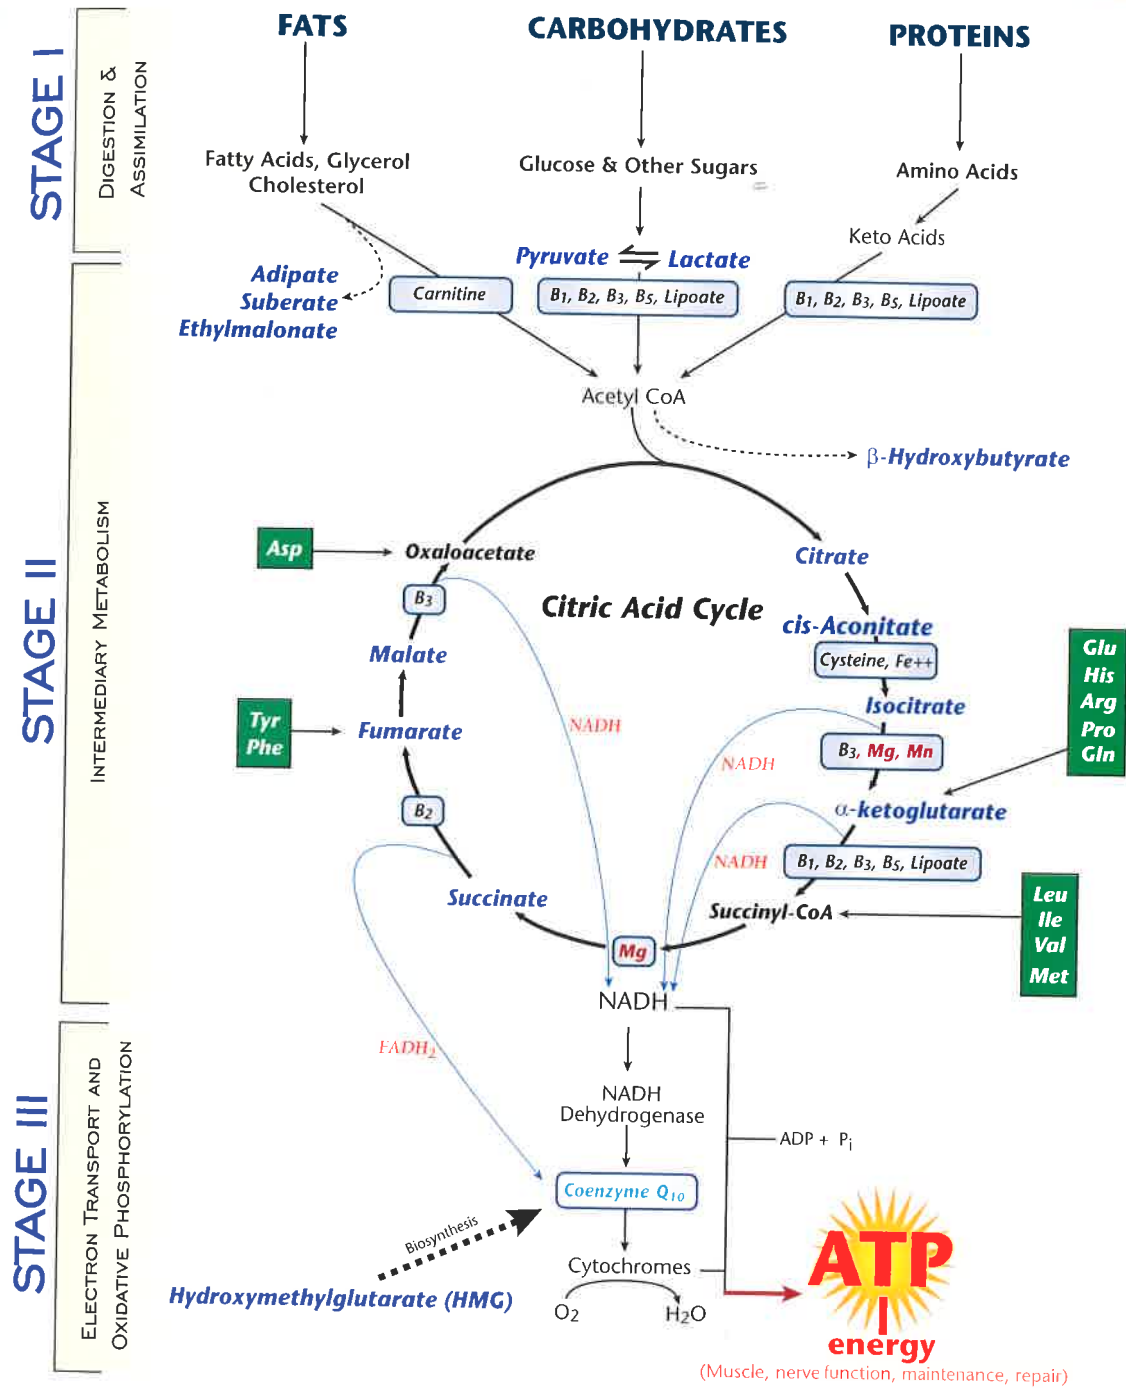 FATS
CARBOHYDRATES
PROTEINS
STAGE I
DIGESTION &
ASSIMILATION
Fatty Acids, Glycerol
Cholesterol
Glucose & Other Sugars
Amino Acids
Keto Acids
Pyruvate
Lactate
Adipate
Suberate
Ethylmalonate
Carnitine
B1, B2, B3, B5, Lipoate
B1, B2, B3, B5, Lipoate
Acetyl CoA
β-Hydroxybutyrate
STAGE II
INTERMEDIARY METABOLISM
Asp
Oxaloacetate
Citrate
B3
Citric Acid Cycle
cis-Aconitate
Malate
Cysteine, Fe++
Glu
His
Arg
Pro
Gln
Isocitrate
Tyr
Phe
Fumarate
NADH
NADH
B3, Mg, Mn
B2
α-ketoglutarate
NADH
B1, B2, B3, B5, Lipoate
Succinate
Succinyl-CoA
Leu
Ile
Val
Met
Mg
NADH
STAGE III
ELECTRON TRANSPORT AND
OXIDATIVE PHOSPHORYLATION
FADH2
NADH
Dehydrogenase
ADP + Pi
Coenzyme Q10
Biosynthesis
Hydroxymethylglutarate (HMG)
Cytochromes
O2
H2O
ATP
energy
(Muscle, nerve function, maintenance, repair)